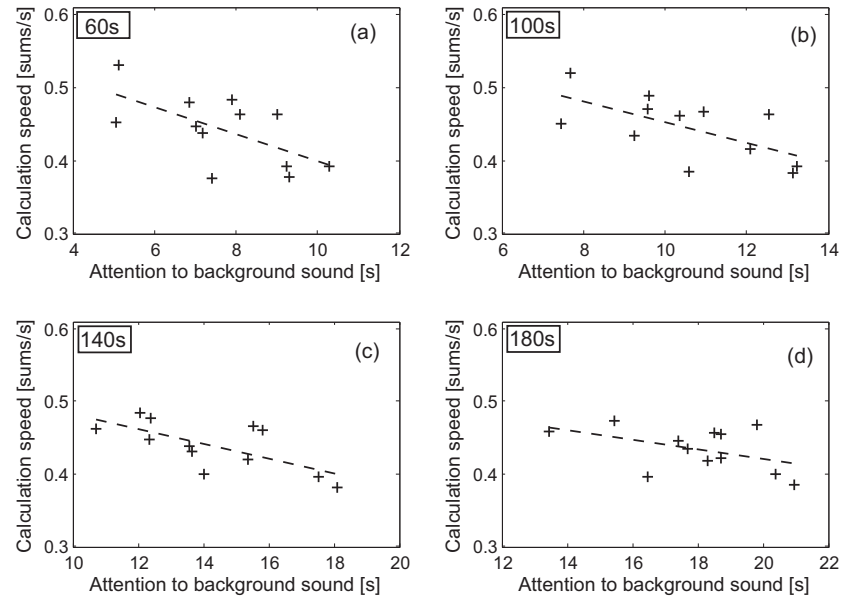 60s
(a)
0.6
0.5
0.4
0.3
Calculation speed [sums/s]
4 6 8 10 12
Attention to background sound [s]
100s
(b)
0.6
0.5
0.4
0.3
Calculation speed [sums/s]
6 8 10 12 14
Attention to background sound [s]
140s
(c)
0.6
0.5
0.4
0.3
Calculation speed [sums/s]
10 12 14 16 18 20
Attention to background sound [s]
180s
(d)
0.6
0.5
0.4
0.3
Calculation speed [sums/s]
12 14 16 18 20 22
Attention to background sound [s]